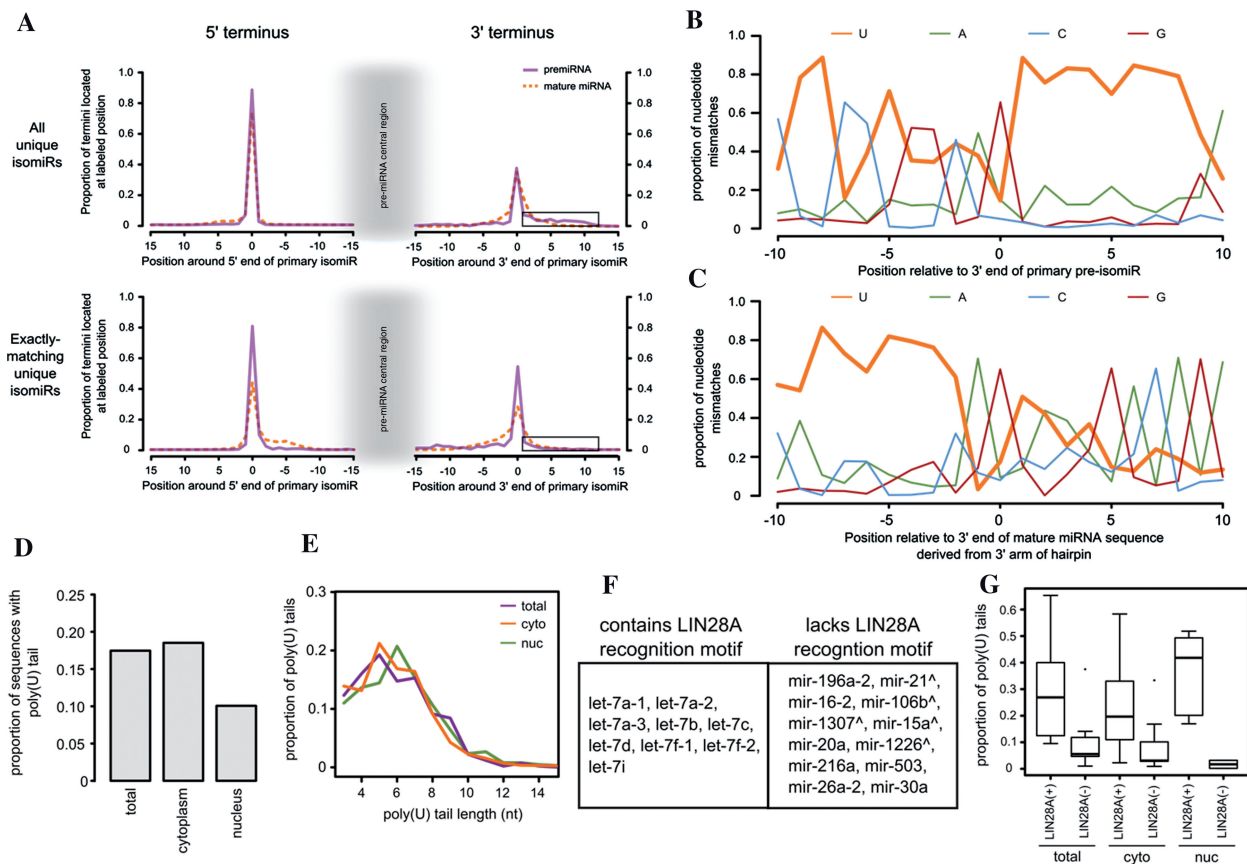 A
5' terminus
3' terminus
All
unique
isomiRs
Proportion of termini located
at labeled position
1.0
0.8
0.6
0.4
0.2
0
15 10 5 0 -5 -10 -15
Position around 5' end of primary isomiR
pre-miRNA central region
premiRNA
mature miRNA
1.0
0.8
0.6
0.4
0.2
0
-15 -10 -5 0 5 10 15
Position around 3' end of primary isomiR
Exactly-
matching
unique
isomiRs
Proportion of termini located
at labeled position
1.0
0.8
0.6
0.4
0.2
0
15 10 5 0 -5 -10 -15
Position around 5' end of primary isomiR
pre-miRNA central region
1.0
0.8
0.6
0.4
0.2
0
-15 -10 -5 0 5 10 15
Position around 3' end of primary isomiR
B
U A C G
proportion of nucleotide
mismatches
1.0
0.8
0.6
0.4
0.2
0
-10 -5 0 5 10
Position relative to 3' end of primary pre-isomiR
C
U A C G
proportion of nucleotide
mismatches
1.0
0.8
0.6
0.4
0.2
0
-10 -5 0 5 10
Position relative to 3' end of mature miRNA sequence
derived from 3' arm of hairpin
D
proportion of sequences with
poly(U) tail
0.25
0.20
0.15
0.10
0.05
0.00
total
cytoplasm
nucleus
E
proportion of poly(U) tails
0.3
0.2
0.1
0
total
cyto
nuc
4 6 8 10 12 14
poly(U) tail length (nt)
F
contains LIN28A
recognition motif
lacks LIN28A
recogntion motif
let-7a-1, let-7a-2,
let-7a-3, let-7b, let-7c,
let-7d, let-7f-1, let-7f-2,
let-7i
mir-196a-2, mir-21^,
mir-16-2, mir-106b^,
mir-1307^, mir-15a^,
mir-20a, mir-1226^,
mir-216a, mir-503,
mir-26a-2, mir-30a
G
proportion of poly(U) tails
0.6
0.5
0.4
0.3
0.2
0.1
0.0
LIN28A(+)
LIN28A(-)
LIN28A(+)
LIN28A(-)
LIN28A(+)
LIN28A(-)
total cyto nuc